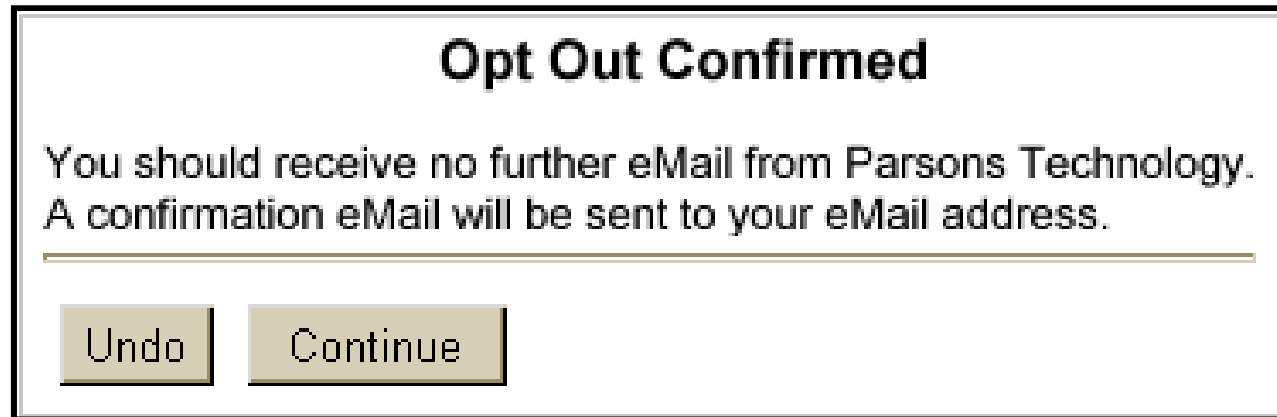 Opt Out Confirmed
You should receive no further eMail from Parsons Technology.
A confirmation eMail will be sent to your eMail address.
Undo Continue